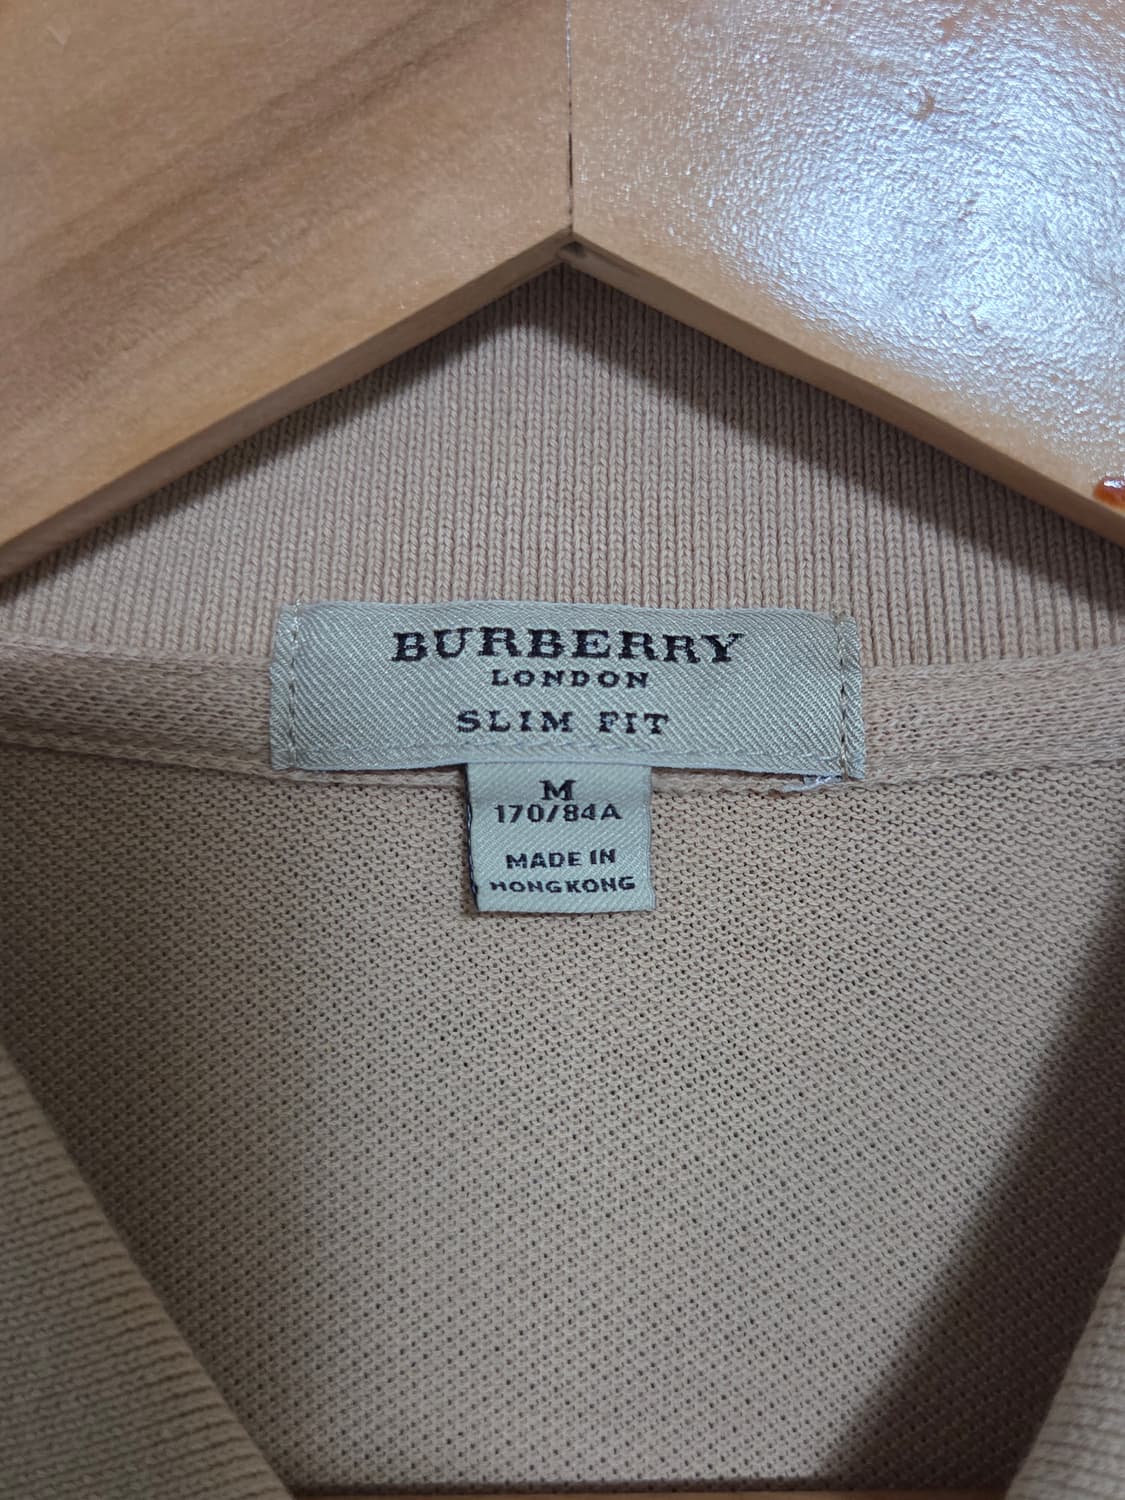 BURBERRY
LONDON
SLIM FIT
M
170/84A
MADE IN
HONGKONG